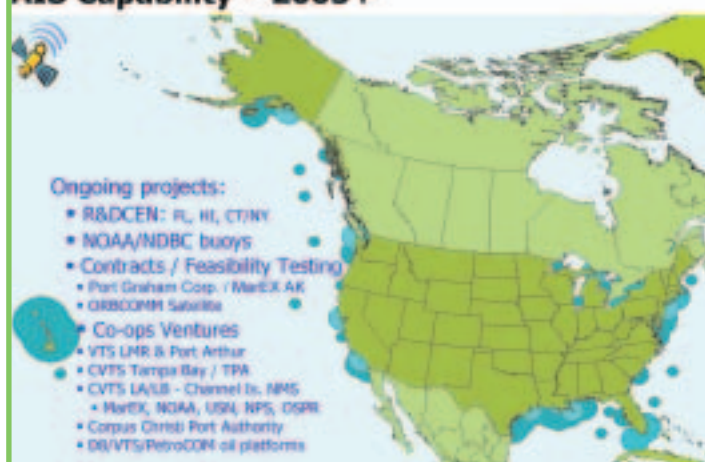 AIS Capability - 2005+
Ongoing projects:
• R&DCEN: FL, HI, CT/NY
• NOAA/NDBC buoys
• Contracts / Feasibility Testing
• Port Graham Corp. / MarEX AK
• ORBCOMM Satellite
• Co-ops Ventures
• VTS LMR & Port Arthur
• CVTS Tampa Bay / TPA
• CVTS LA/LB - Channel Is. NMS
• MarEX, NOAA, USN, NPS, OSPR
• Corpus Christi Port Authority
• D8/VTS/PetroCOM oil platforms